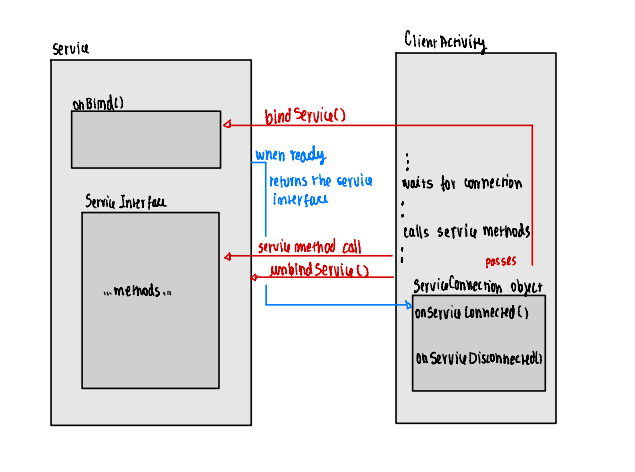 Service
ClientActivity
onBind()
bindService()
when ready
returns the service
interface
waits for connection
Service Interface
calls service methods
service method call
passes
unbindService()
ServiceConnection object
...methods...
onServiceConnected()
onServiceDisconnected()